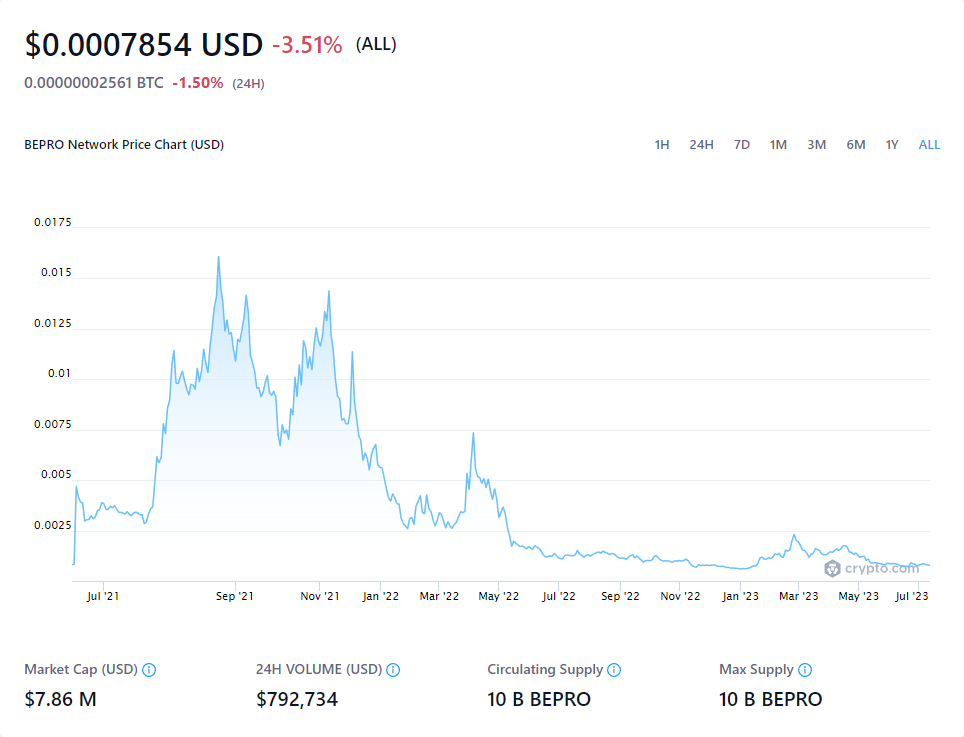 $0.0007854 USD -3.51% (ALL)
0.00000002561 BTC -1.50% (24H)
BEPRO Network Price Chart (USD) 1H 24H 7D 1M 3M 6M 1Y ALL
0.0175
0.015
0.0125
0.01
0.0075
0.005
0.0025
crypto.com
Jul '21 Sep '21 Nov '21 Jan '22 Mar '22 May '22 Jul '22 Sep '22 Nov '22 Jan '23 Mar '23 May '23 Jul '23
Market Cap (USD) 24H VOLUME (USD) Circulating Supply Max Supply
$7.86 M $792,734 10 B BEPRO 10 B BEPRO